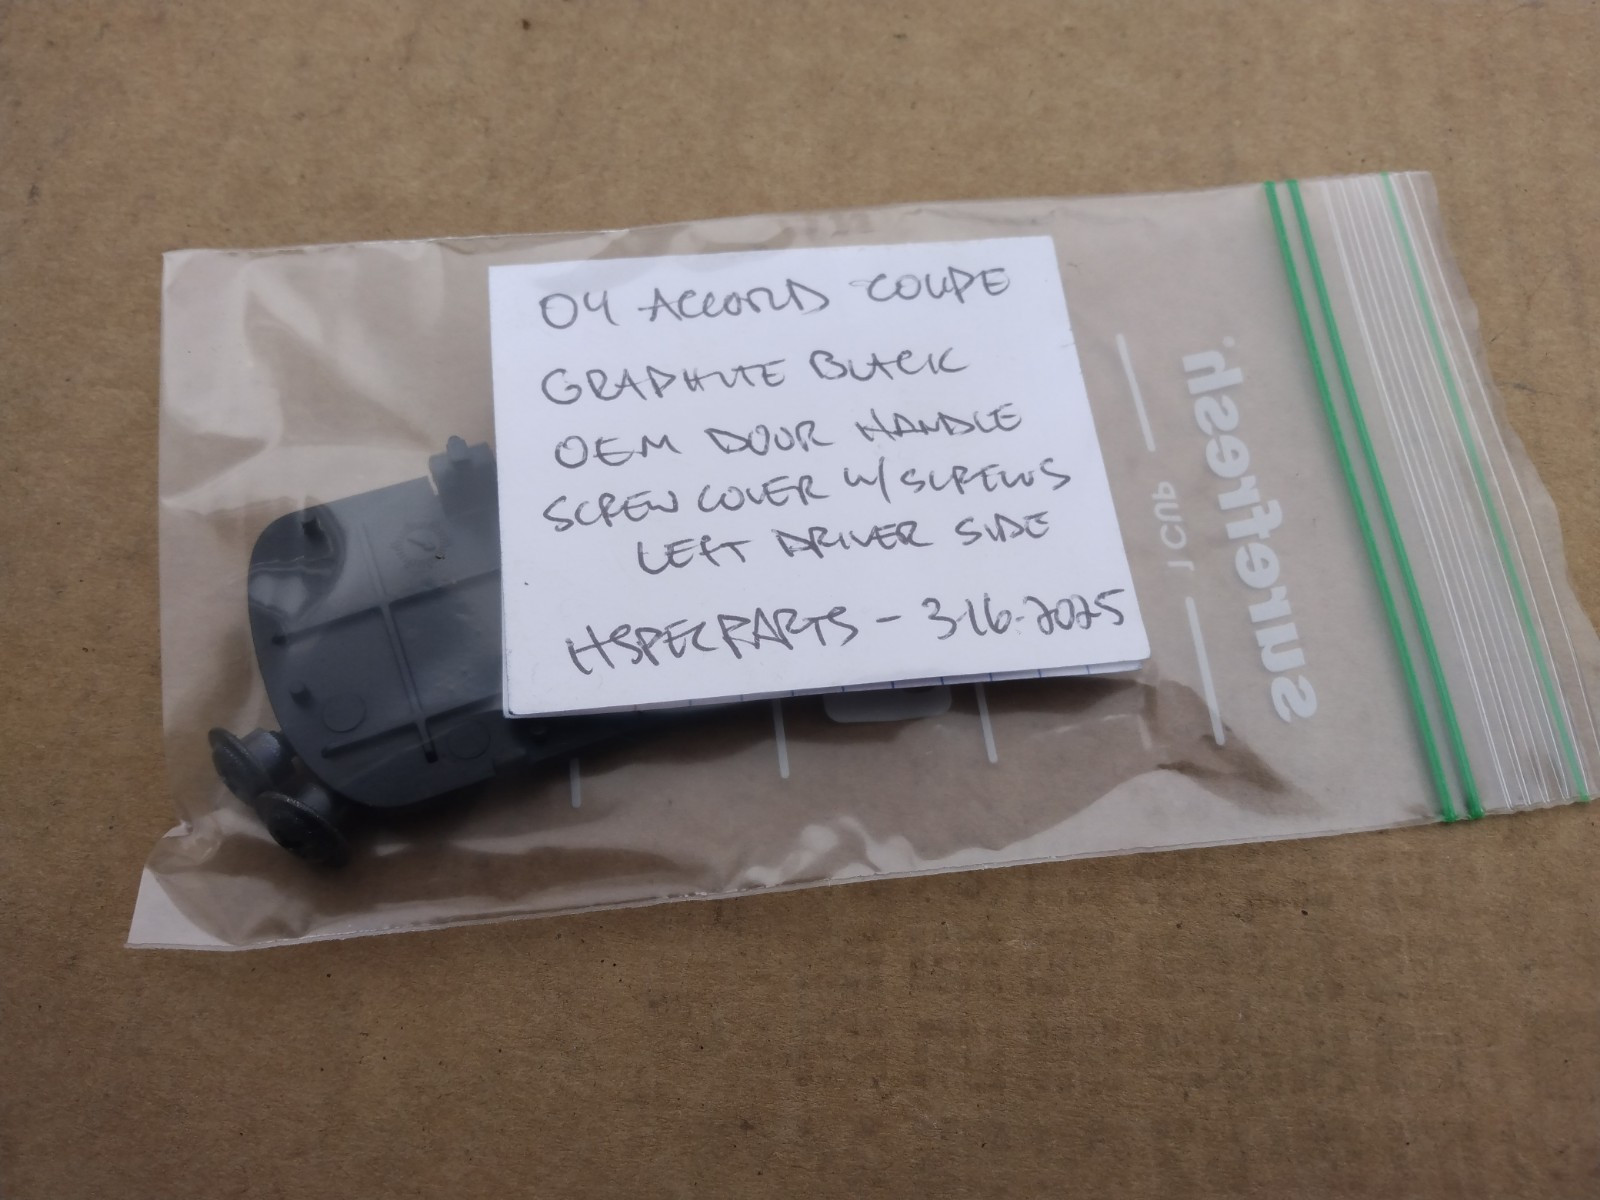 04 ACCORD COUPE
GRAPHITE BLACK
OEM DOOR HANDLE
SCREW COVER W/ SCREWS
LEFT DRIVER SIDE
HSPECPARTS - 3-16-2025
1 CUP
smrefresh.